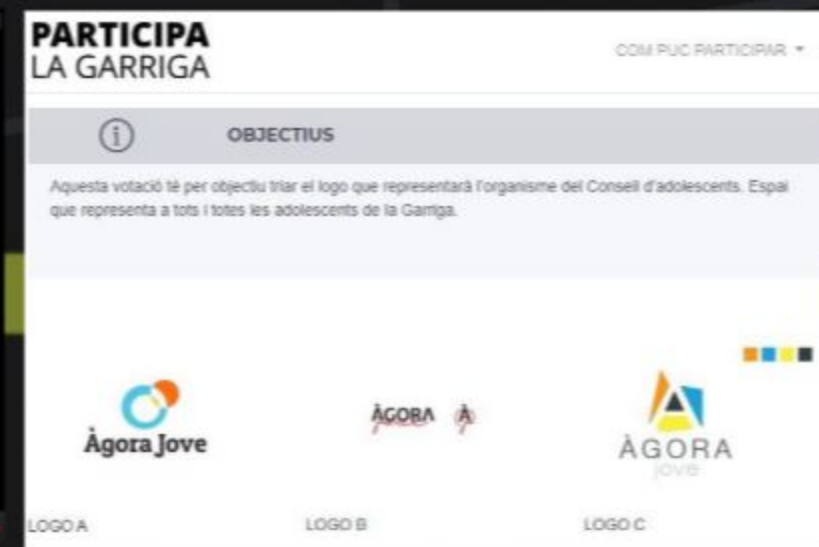 PARTICIPA
LA GARRIGA
COM PUC PARTICIPAR
OBJECTIUS
Aquesta votació té per objectiu triar el logo que representarà l'organisme del Consell d'adolescents. Espai
que representa a tots i totes les adolescents de la Garriga.
Àgora Jove
ÀGORA À
ÀGORA
jove
LOGO A LOGO B LOGO C